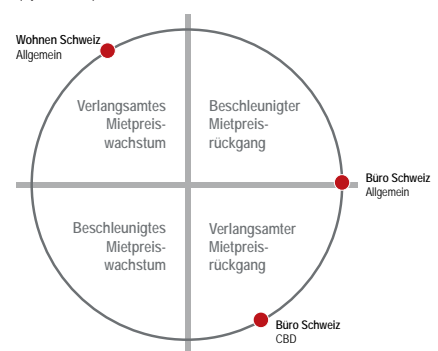 Wohnen Schweiz
Allgemein
Verlangsamtes
Mietpreis-
wachstum
Beschleunigter
Mietpreis-
rückgang
Büro Schweiz
Allgemein
Beschleunigtes
Mietpreis-
wachstum
Verlangsamter
Mietpreis-
rückgang
Büro Schweiz
CBD